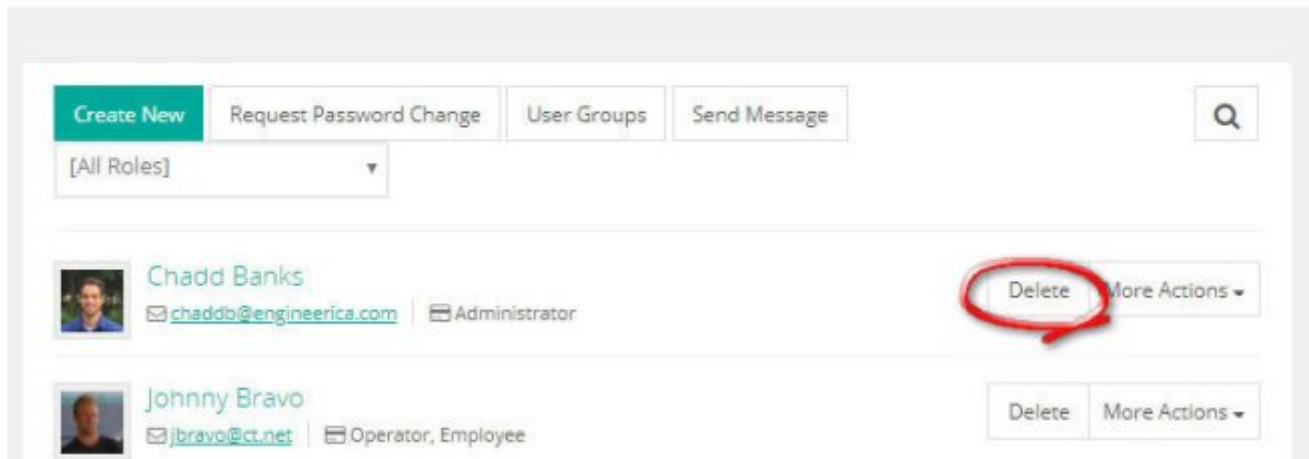 Create New Request Password Change User Groups Send Message
[All Roles]
Chadd Banks
chaddb@engineerica.com Administrator
Delete More Actions
Johnny Bravo
jbravo@ct.net Operator, Employee
Delete More Actions